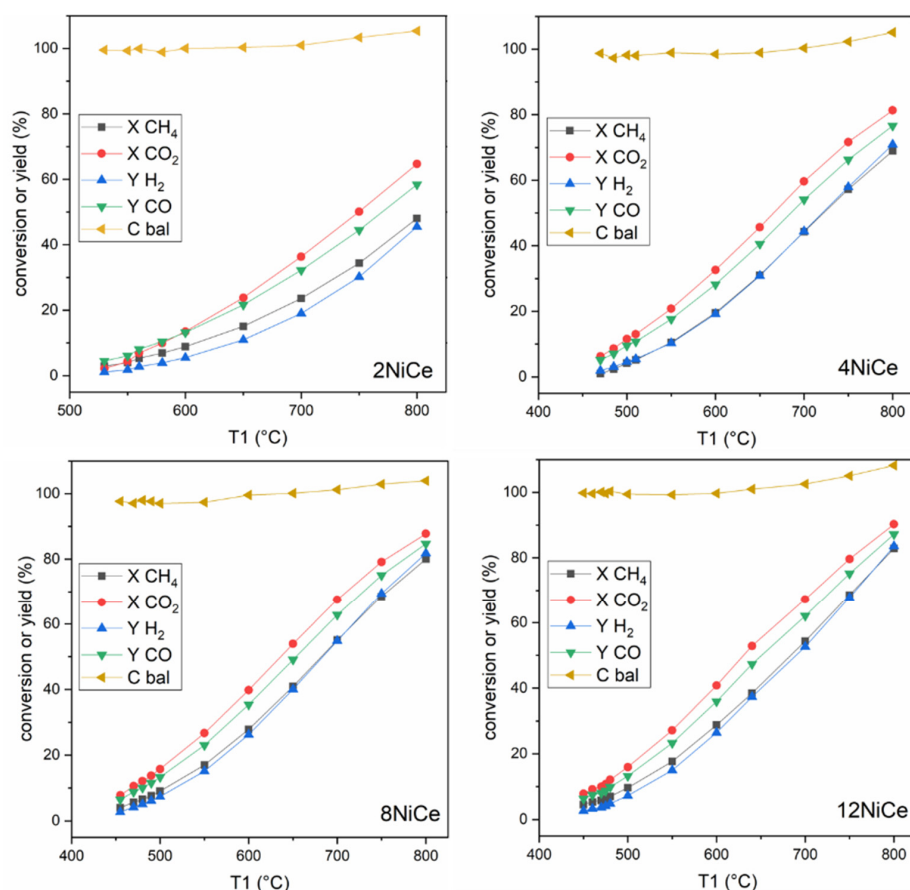 100
80
60
40
20
0
conversion or yield (%)
X CH₄
X CO₂
Y H₂
Y CO
C bal
2NiCe
500
600
700
800
T1 (°C)
100
80
60
40
20
0
conversion or yield (%)
X CH₄
X CO₂
Y H₂
Y CO
C bal
4NiCe
400
500
600
700
800
T1 (°C)
100
80
60
40
20
0
conversion or yield (%)
X CH₄
X CO₂
Y H₂
Y CO
C bal
8NiCe
400
500
600
700
800
T1 (°C)
100
80
60
40
20
0
conversion or yield (%)
X CH₄
X CO₂
Y H₂
Y CO
C bal
12NiCe
400
500
600
700
800
T1 (°C)